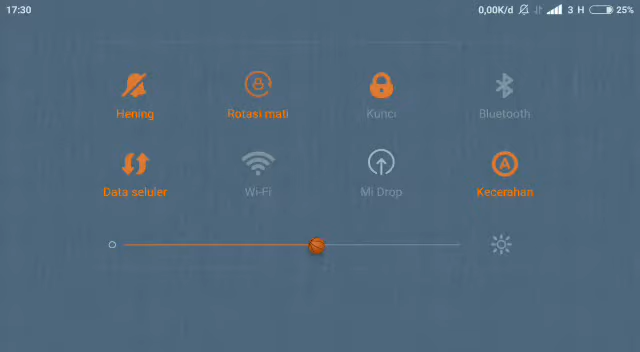 17:30 0,00K/d 3 H 25%
Hening Rotasi mati Kunci Bluetooth
Data seluler Wi-Fi Mi Drop Kecerahan